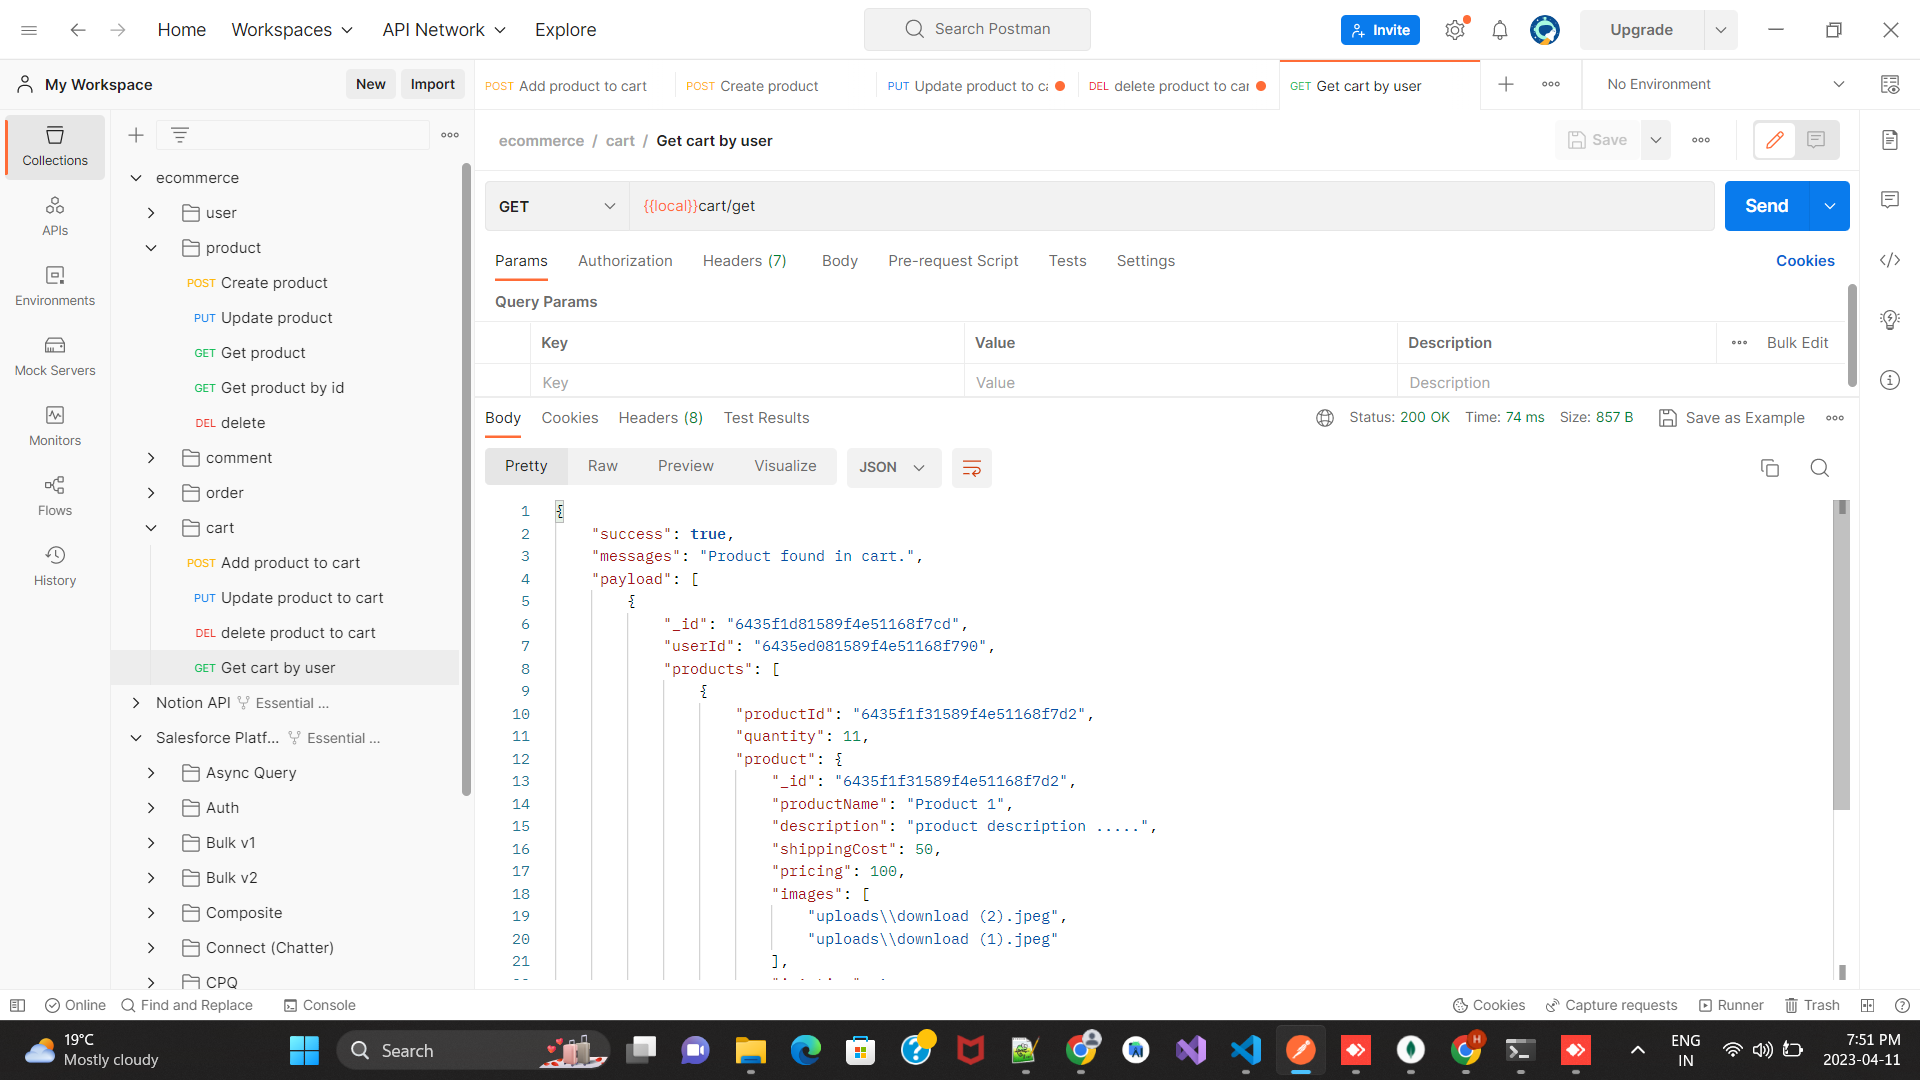 Home
Workspaces
API Network
Explore
Search Postman
Invite
Upgrade
My Workspace
New
Import
POST Add product to cart
POST Create product
PUT Update product to ca
DEL delete product to car
GET Get cart by user
No Environment
Collections
APIs
Environments
Mock Servers
Monitors
Flows
History
ecommerce
user
product
POST Create product
PUT Update product
GET Get product
GET Get product by id
DEL delete
comment
order
cart
POST Add product to cart
PUT Update product to cart
DEL delete product to cart
GET Get cart by user
Notion API Essential ...
Salesforce Platf... Essential ...
Async Query
Auth
Bulk v1
Bulk v2
Composite
Connect (Chatter)
CPQ
ecommerce / cart / Get cart by user
Save
GET
{{local}}cart/get
Send
Params
Authorization
Headers (7)
Body
Pre-request Script
Tests
Settings
Cookies
Query Params
Key
Value
Description
Bulk Edit
Key
Value
Description
Body
Cookies
Headers (8)
Test Results
Status: 200 OK
Time: 74 ms
Size: 857 B
Save as Example
Pretty
Raw
Preview
Visualize
JSON
1 {
2 "success": true,
3 "messages": "Product found in cart.",
4 "payload": [
5 {
6 "_id": "6435f1d81589f4e51168f7cd",
7 "userId": "6435ed081589f4e51168f790",
8 "products": [
9 {
10 "productId": "6435f1f31589f4e51168f7d2",
11 "quantity": 11,
12 "product": {
13 "_id": "6435f1f31589f4e51168f7d2",
14 "productName": "Product 1",
15 "description": "product description .....",
16 "shippingCost": 50,
17 "pricing": 100,
18 "images": [
19 "uploads\\download (2).jpeg",
20 "uploads\\download (1).jpeg"
21 ],
Online
Find and Replace
Console
Cookies
Capture requests
Runner
Trash
19°C
Mostly cloudy
Search
ENG
IN
7:51 PM
2023-04-11